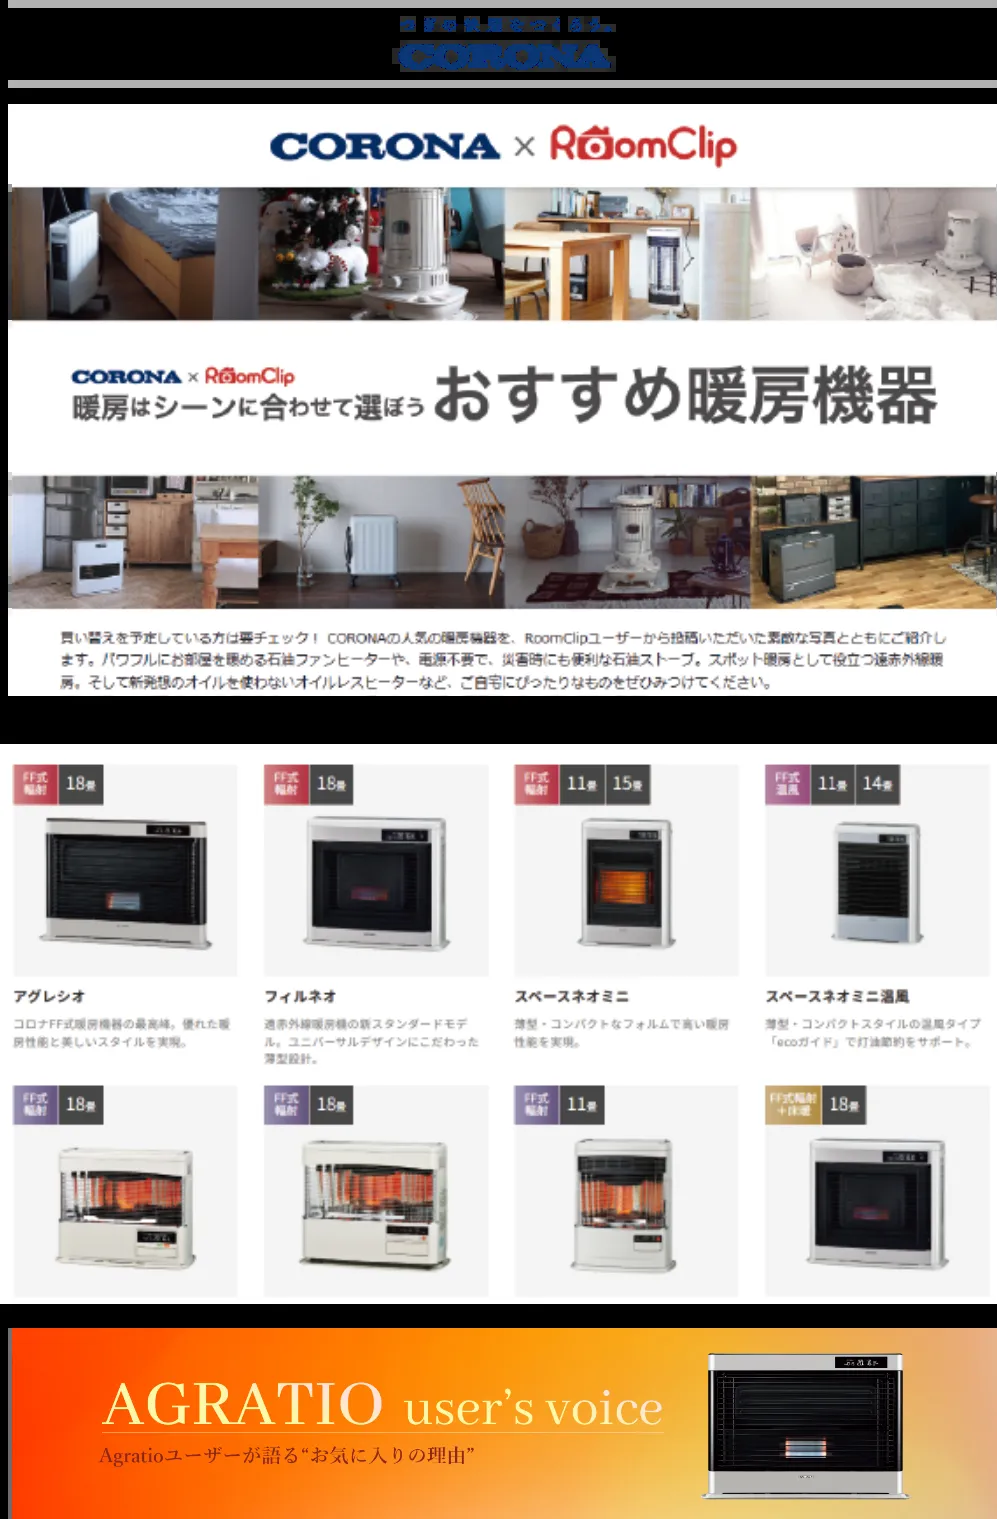 つぎの快適をつくろう。
CORONA
CORONA × RoomClip
CORONA × RoomClip
暖房はシーンに合わせて選ぼう おすすめ暖房機器
買い替えを予定している方は要チェック！ CORONAの人気の暖房機器を、RoomClipユーザーから投稿いただいた素敵な写真とともにご紹介し
ます。パワフルにお部屋を暖める石油ファンヒーターや、電源不要で、災害時にも便利な石油ストーブ。スポット暖房として役立つ遠赤外線暖
房。そして新発想のオイルを使わないオイルレスヒーターなど、ご自宅にぴったりなものをぜひみつけてください。
FF式輻射 18畳
FF式輻射 18畳
FF式輻射 11畳 15畳
FF式温風 11畳 14畳
アグレシオ
コロナFF式暖房機器の最高峰。優れた暖
房性能と美しいスタイルを実現。
フィルネオ
遠赤外線暖房機の新スタンダードモデ
ル。ユニバーサルデザインにこだわった
薄型設計。
スペースネオミニ
薄型・コンパクトなフォルムで高い暖房
性能を実現。
スペースネオミニ温風
薄型・コンパクトスタイルの温風タイプ
「ecoガイド」で灯油節約をサポート。
FF式輻射 18畳
FF式輻射 18畳
FF式輻射 11畳
FF式輻射＋床暖 18畳
AGRATIO user's voice
Agratioユーザーが語る“お気に入りの理由”